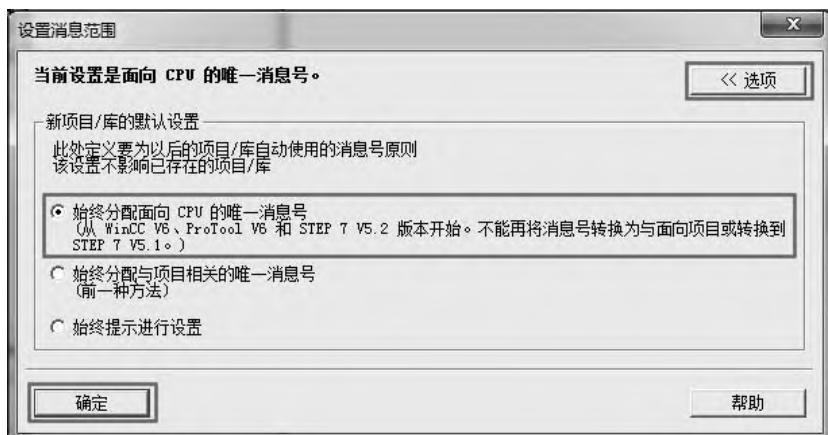 设置消息范围
X
当前设置是面向 CPU 的唯一消息号。
<< 选项
新项目/库的默认设置
此处定义要为以后的项目/库自动使用的消息号原则
该设置不影响已存在的项目/库
始终分配面向 CPU 的唯一消息号
(从 WinCC V6、ProTool V6 和 STEP 7 V5.2 版本开始。不能再将消息号转换为与面向项目或转换到
STEP 7 V5.1。)
始终分配与项目相关的唯一消息号
(前一种方法)
始终提示进行设置
确定
帮助